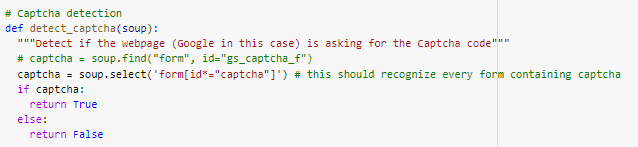 # Captcha detection
def detect_captcha(soup):
  """Detect if the webpage (Google in this case) is asking for the Captcha code"""
  # captcha = soup.find("form", id="gs_captcha_f")
  captcha = soup.select('form[id*="captcha"]') # this should recognize every form containing captcha
  if captcha:
    return True
  else:
    return False